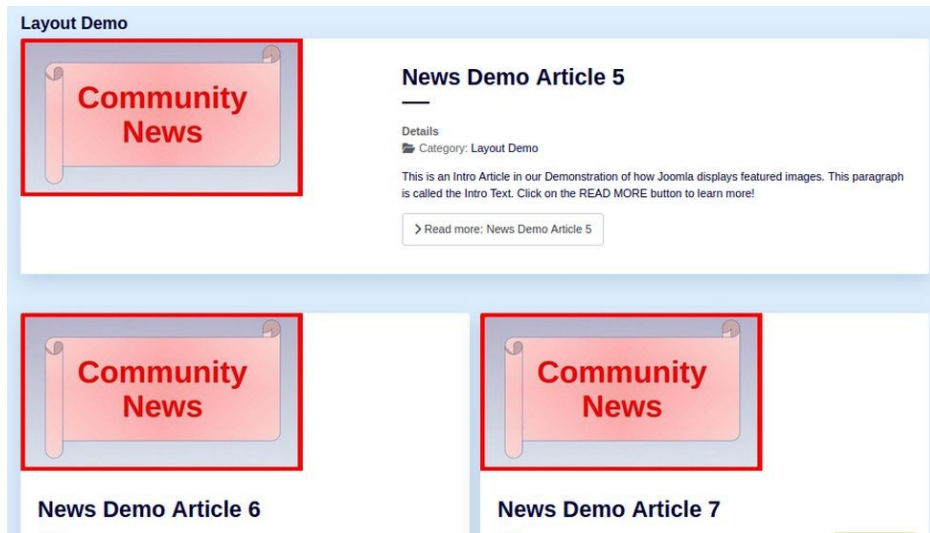 Layout Demo
Community
News
News Demo Article 5
Details
Category: Layout Demo
This is an Intro Article in our Demonstration of how Joomla displays featured images. This paragraph
is called the Intro Text. Click on the READ MORE button to learn more!
Read more: News Demo Article 5
Community
News
News Demo Article 6
Community
News
News Demo Article 7